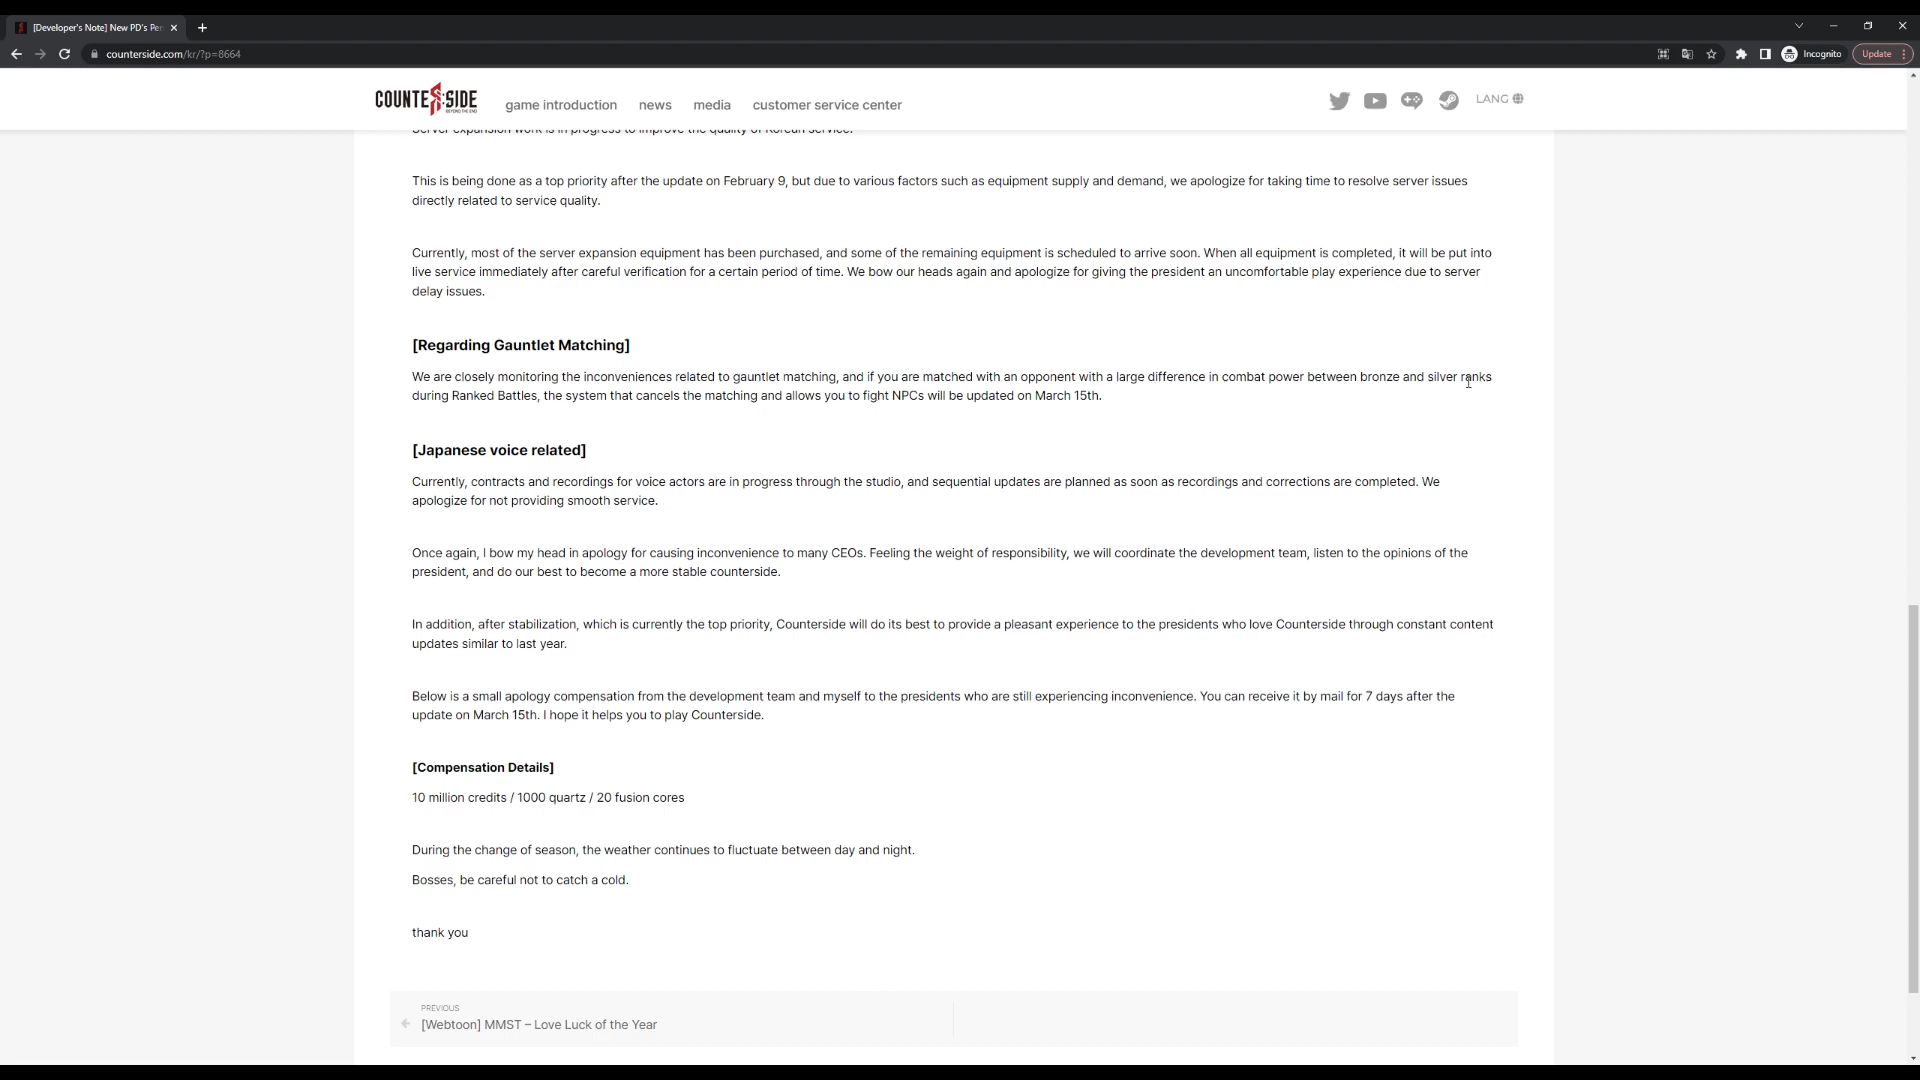 [Developer's Note] New PD's Per
counterside.com/kr/?p=8664
Incognito
Update
COUNTERSIDE
BEYOND THE END
game introduction
news
media
customer service center
LANG
Server expansion work is in progress to improve the quality of Korean service.
This is being done as a top priority after the update on February 9, but due to various factors such as equipment supply and demand, we apologize for taking time to resolve server issues
directly related to service quality.
Currently, most of the server expansion equipment has been purchased, and some of the remaining equipment is scheduled to arrive soon. When all equipment is completed, it will be put into
live service immediately after careful verification for a certain period of time. We bow our heads again and apologize for giving the president an uncomfortable play experience due to server
delay issues.
[Regarding Gauntlet Matching]
We are closely monitoring the inconveniences related to gauntlet matching, and if you are matched with an opponent with a large difference in combat power between bronze and silver ranks
during Ranked Battles, the system that cancels the matching and allows you to fight NPCs will be updated on March 15th.
[Japanese voice related]
Currently, contracts and recordings for voice actors are in progress through the studio, and sequential updates are planned as soon as recordings and corrections are completed. We
apologize for not providing smooth service.
Once again, I bow my head in apology for causing inconvenience to many CEOs. Feeling the weight of responsibility, we will coordinate the development team, listen to the opinions of the
president, and do our best to become a more stable counterside.
In addition, after stabilization, which is currently the top priority, Counterside will do its best to provide a pleasant experience to the presidents who love Counterside through constant content
updates similar to last year.
Below is a small apology compensation from the development team and myself to the presidents who are still experiencing inconvenience. You can receive it by mail for 7 days after the
update on March 15th. I hope it helps you to play Counterside.
[Compensation Details]
10 million credits / 1000 quartz / 20 fusion cores
During the change of season, the weather continues to fluctuate between day and night.
Bosses, be careful not to catch a cold.
thank you
PREVIOUS
[Webtoon] MMST – Love Luck of the Year